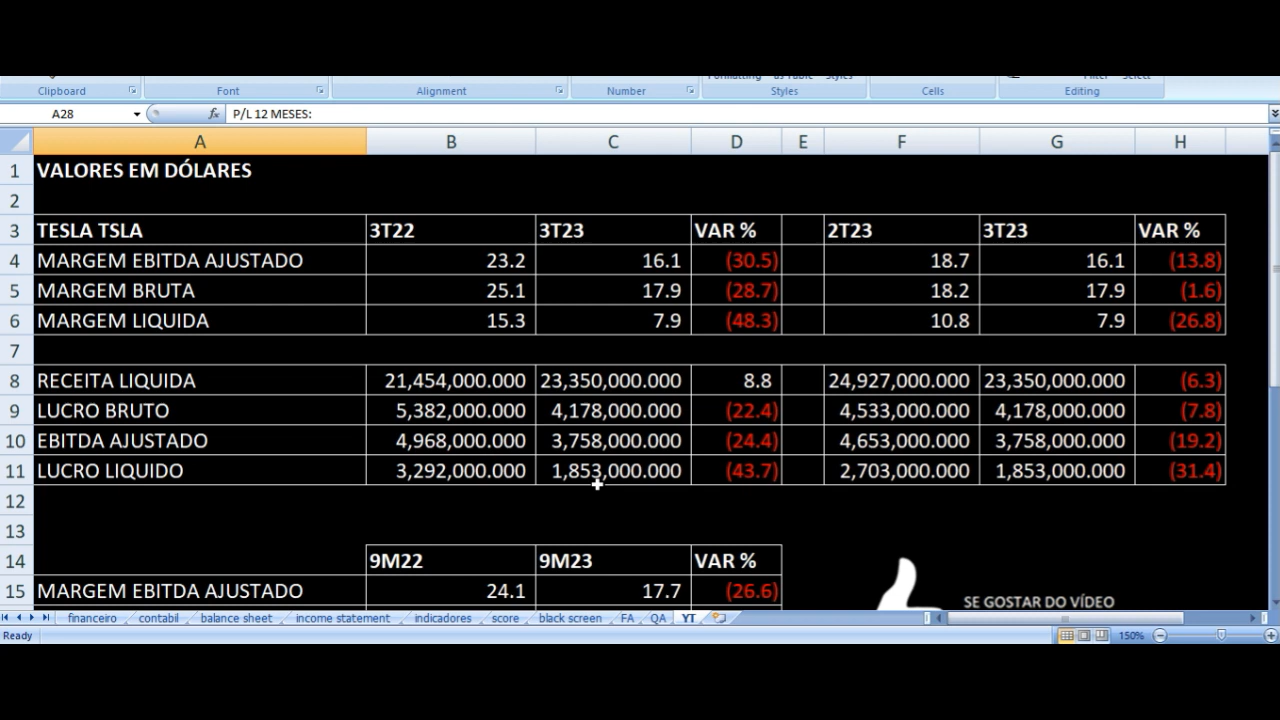 Clipboard Font Alignment Number Styles Cells Editing
A28 fx P/L 12 MESES:
A B C D E F G H
1 VALORES EM DÓLARES
2
3 TESLA TSLA 3T22 3T23 VAR % 2T23 3T23 VAR %
4 MARGEM EBITDA AJUSTADO 23.2 16.1 (30.5) 18.7 16.1 (13.8)
5 MARGEM BRUTA 25.1 17.9 (28.7) 18.2 17.9 (1.6)
6 MARGEM LIQUIDA 15.3 7.9 (48.3) 10.8 7.9 (26.8)
7
8 RECEITA LIQUIDA 21,454,000.000 23,350,000.000 8.8 24,927,000.000 23,350,000.000 (6.3)
9 LUCRO BRUTO 5,382,000.000 4,178,000.000 (22.4) 4,533,000.000 4,178,000.000 (7.8)
10 EBITDA AJUSTADO 4,968,000.000 3,758,000.000 (24.4) 4,653,000.000 3,758,000.000 (19.2)
11 LUCRO LIQUIDO 3,292,000.000 1,853,000.000 (43.7) 2,703,000.000 1,853,000.000 (31.4)
12
13
14 9M22 9M23 VAR %
15 MARGEM EBITDA AJUSTADO 24.1 17.7 (26.6)
SE GOSTAR DO VÍDEO
financeiro contabil balance sheet income statement indicadores score black screen FA QA YT
Ready 150%